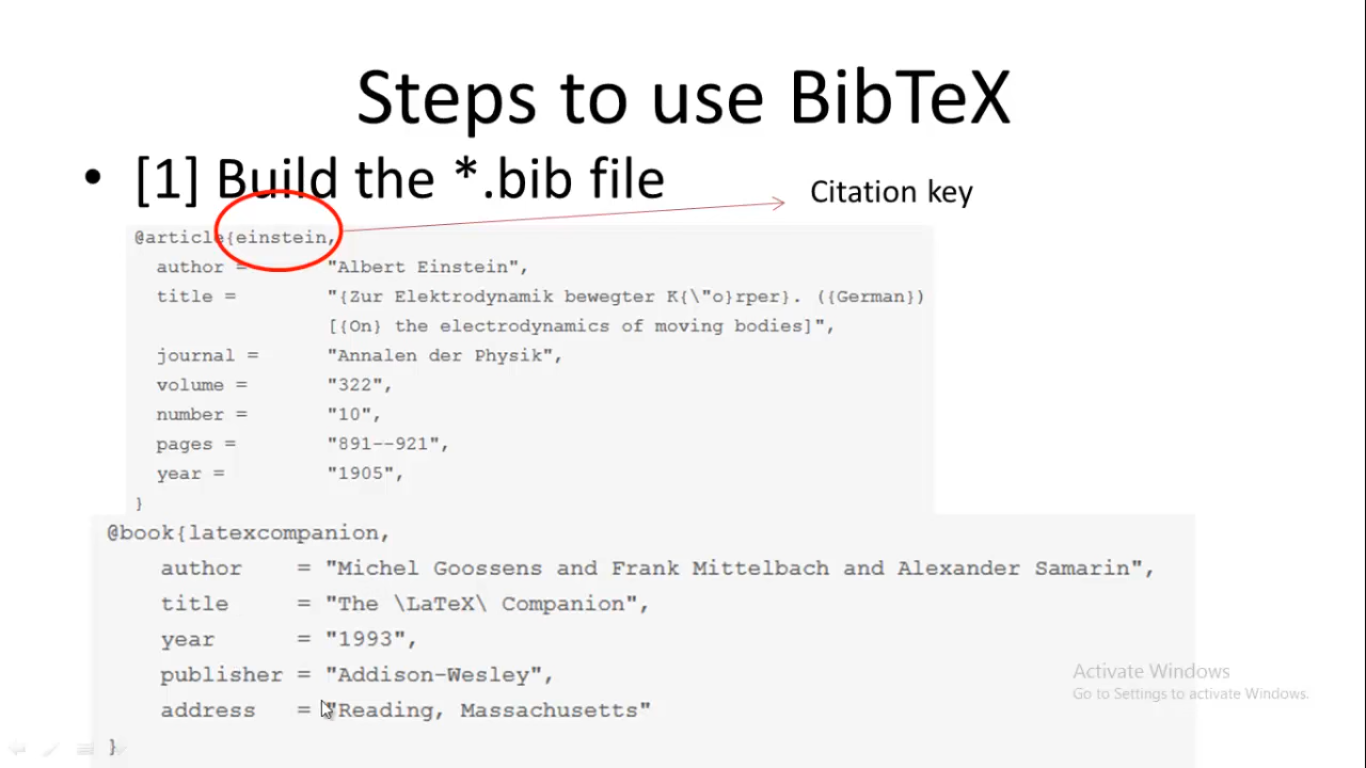 Steps to use BibTeX
• [1] Build the *.bib file
Citation key
@article{einstein,
author = "Albert Einstein",
title = "{Zur Elektrodynamik bewegter K{\"o}rper}. ({German})
[{On} the electrodynamics of moving bodies]",
journal = "Annalen der Physik",
volume = "322",
number = "10",
pages = "891--921",
year = "1905",
}
@book{latexcompanion,
author = "Michel Goossens and Frank Mittelbach and Alexander Samarin",
title = "The \LaTeX\ Companion",
year = "1993",
publisher = "Addison-Wesley",
address = "Reading, Massachusetts"
}
Activate Windows
Go to Settings to activate Windows.